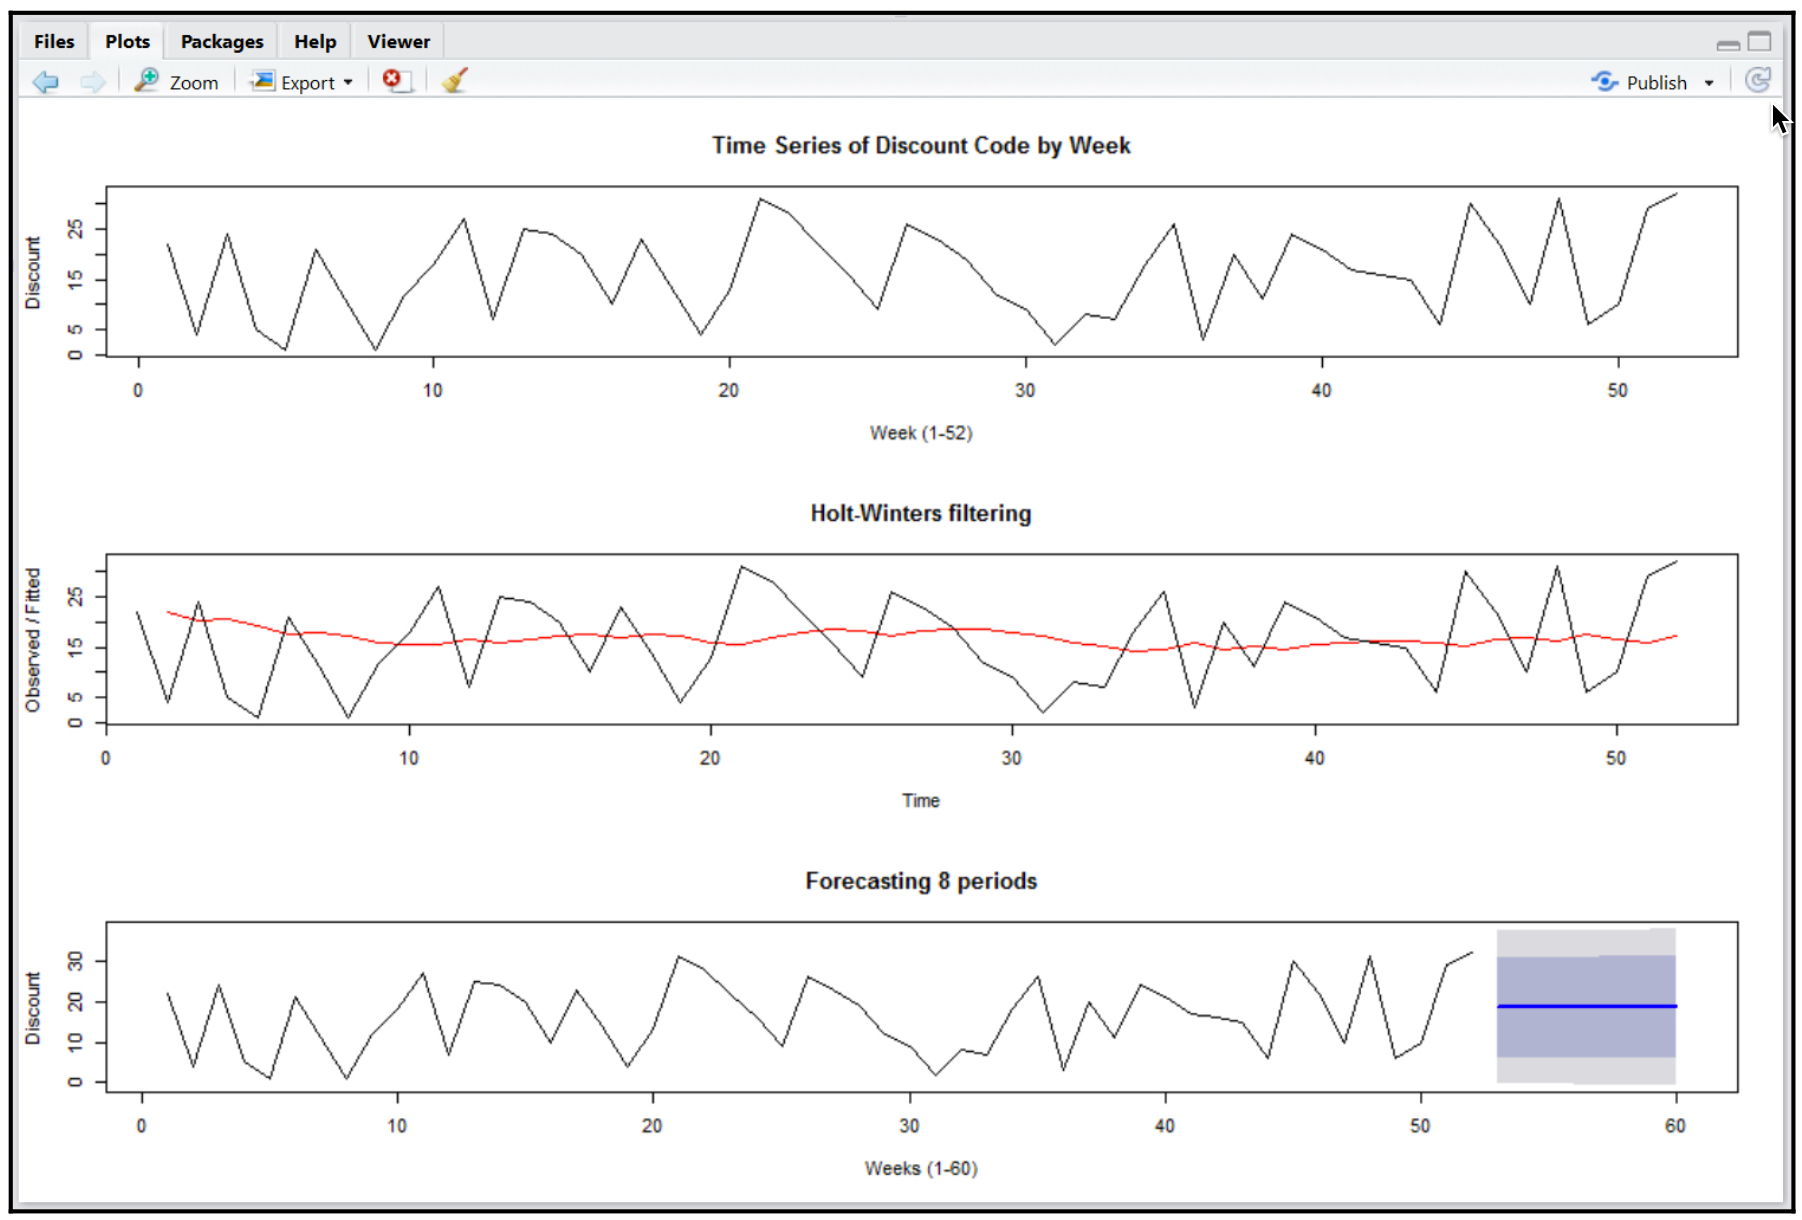 Files Plots Packages Help Viewer
Zoom Export Publish
Time Series of Discount Code by Week
Discount
25
15
5
0
0 10 20 30 40 50
Week (1-52)
Holt-Winters filtering
Observed / Fitted
25
15
5
0
0 10 20 30 40 50
Time
Forecasting 8 periods
Discount
30
20
10
0
0 10 20 30 40 50 60
Weeks (1-60)